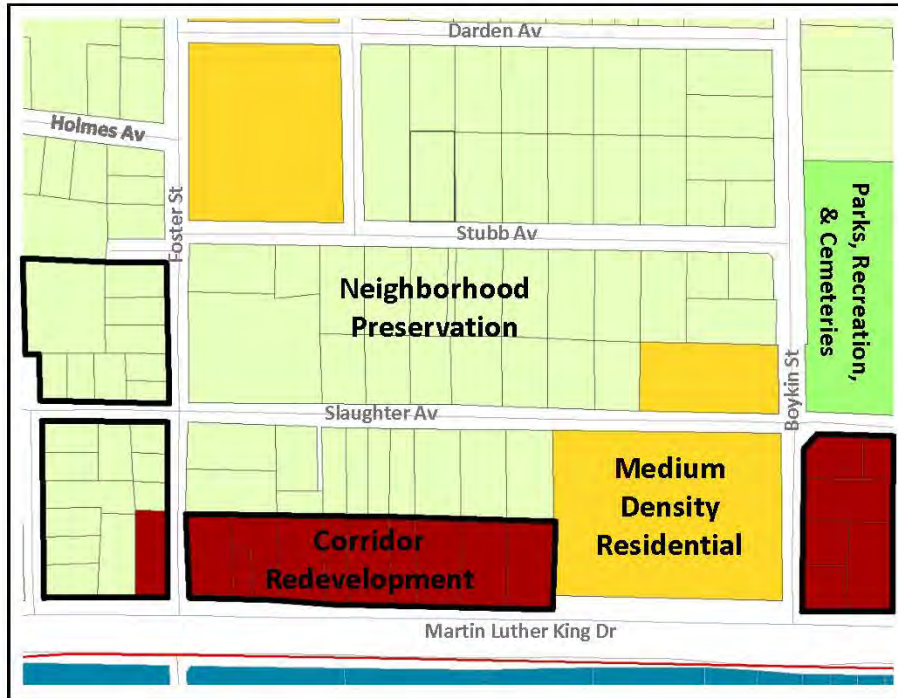 Darden Av
Holmes Av
Foster St
Stubb Av
Parks, Recreation,
& Cemeteries
Neighborhood
Preservation
Boykin St
Slaughter Av
Medium
Density
Residential
Corridor
Redevelopment
Martin Luther King Dr